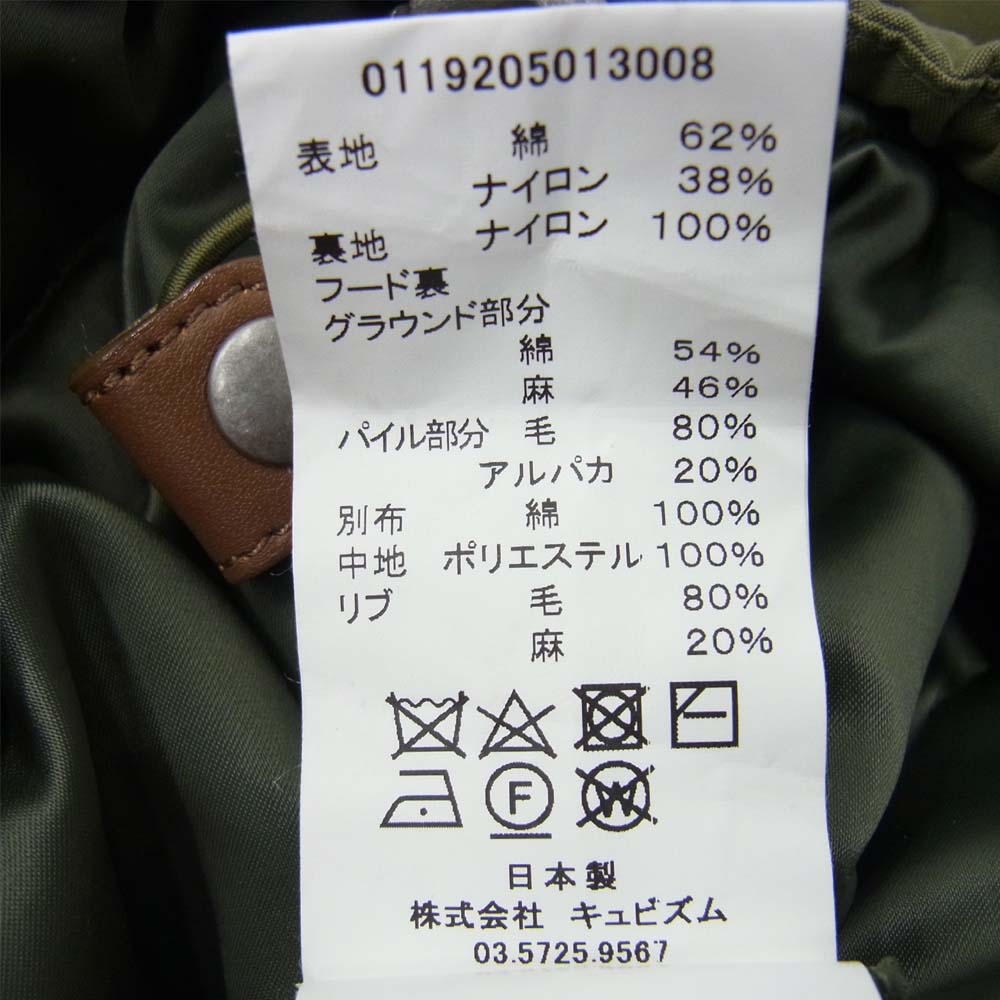 0119205013008
表地 綿 62%
ナイロン 38%
裏地 ナイロン 100%
フード裏
グラウンド部分
綿 54%
麻 46%
パイル部分 毛 80%
アルパカ 20%
別布 綿 100%
中地 ポリエステル 100%
リブ 毛 80%
麻 20%
F W
日本製
株式会社 キュビズム
03.5725.9567